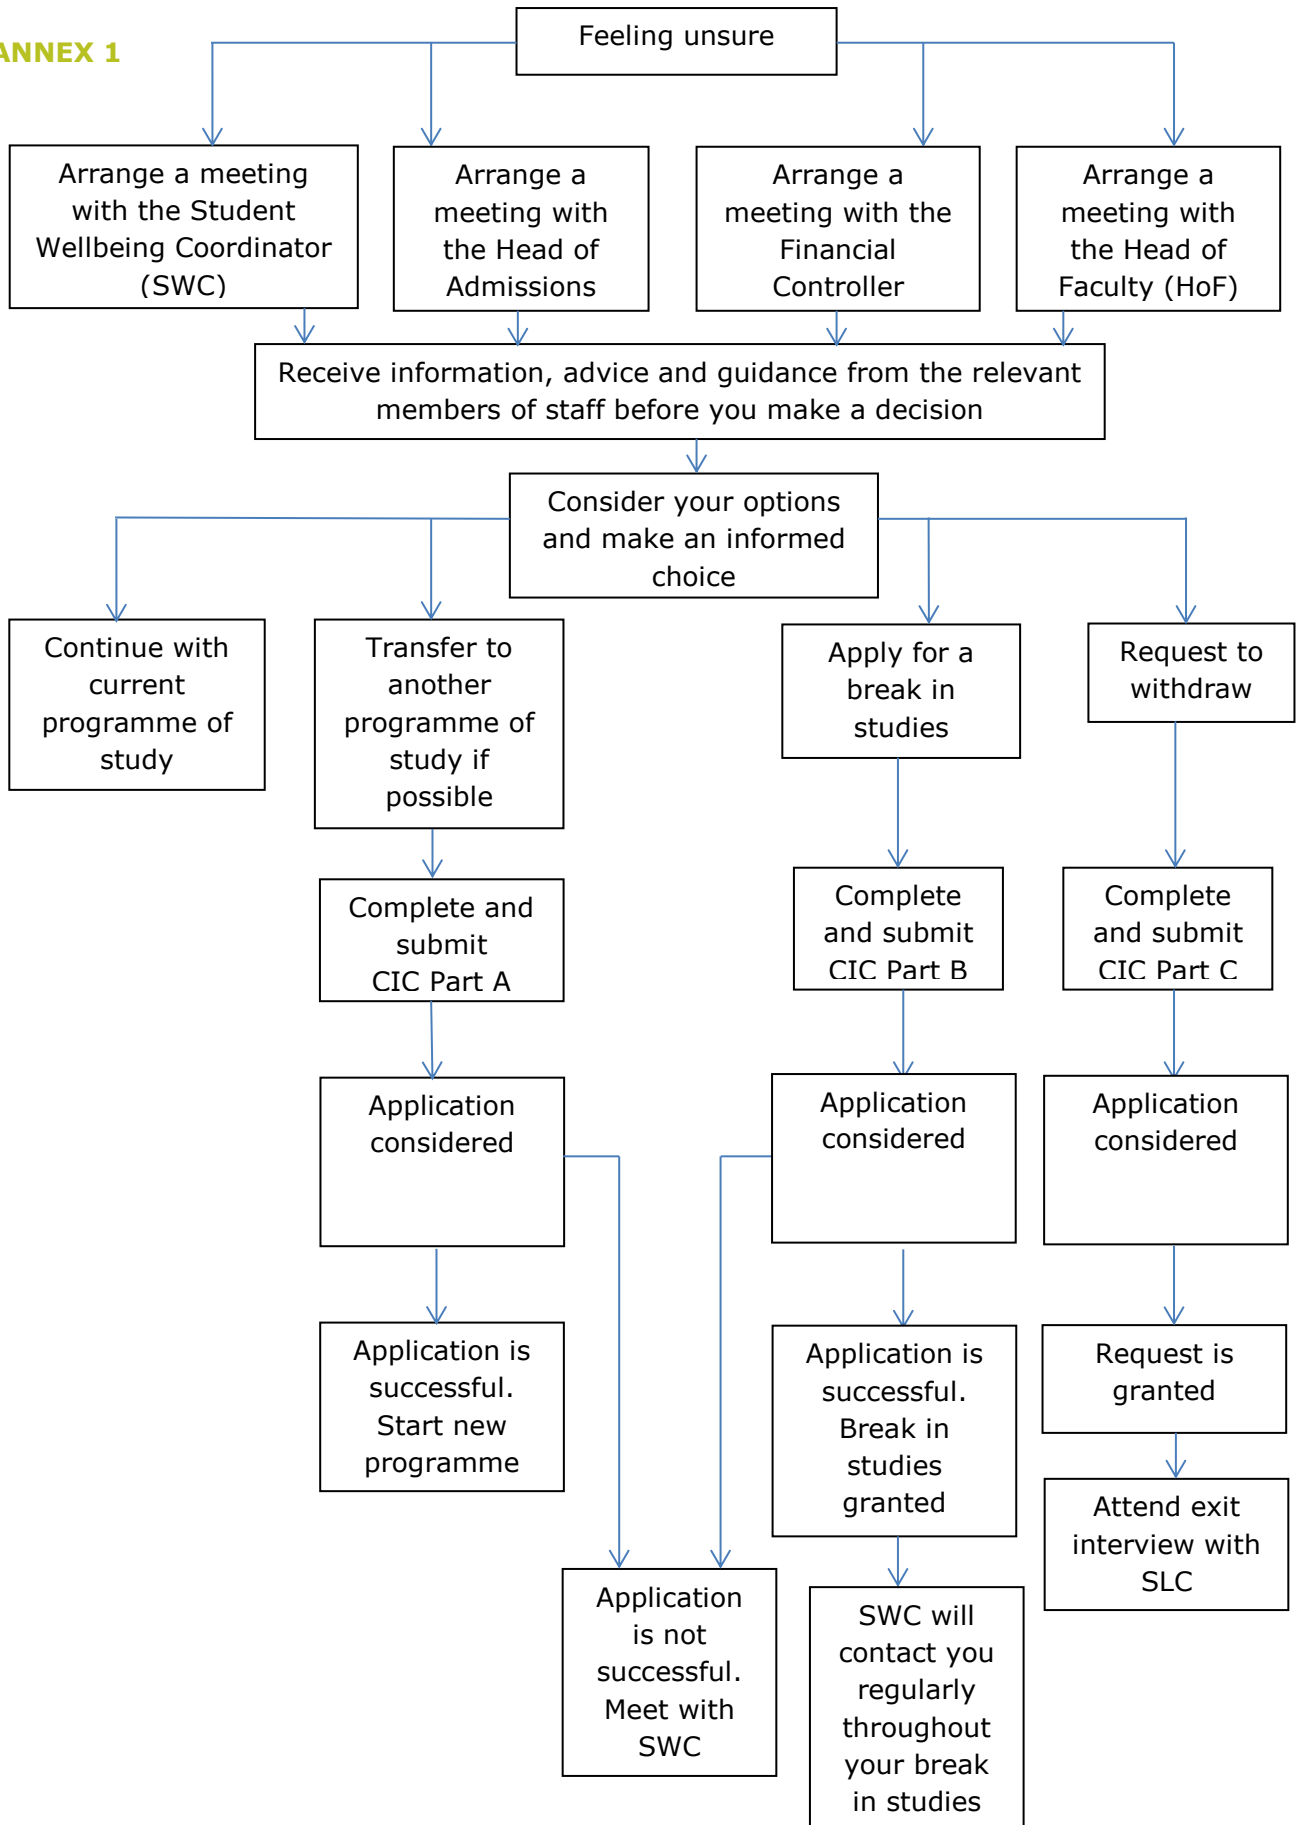 ANNEX 1
Feeling unsure
Arrange a meeting
with the Student
Wellbeing Coordinator
(SWC)
Arrange a
meeting with
the Head of
Admissions
Arrange a
meeting with the
Financial
Controller
Arrange a
meeting with
the Head of
Faculty (HoF)
Receive information, advice and guidance from the relevant
members of staff before you make a decision
Consider your options
and make an informed
choice
Continue with
current
programme of
study
Transfer to
another
programme of
study if
possible
Apply for a
break in
studies
Request to
withdraw
Complete and
submit
CIC Part A
Complete
and submit
CIC Part B
Complete
and submit
CIC Part C
Application
considered
Application
considered
Application
considered
Application is
successful.
Start new
programme
Application is
successful.
Break in
studies
granted
Request is
granted
Attend exit
interview with
SLC
Application
is not
successful.
Meet with
SWC
SWC will
contact you
regularly
throughout
your break
in studies